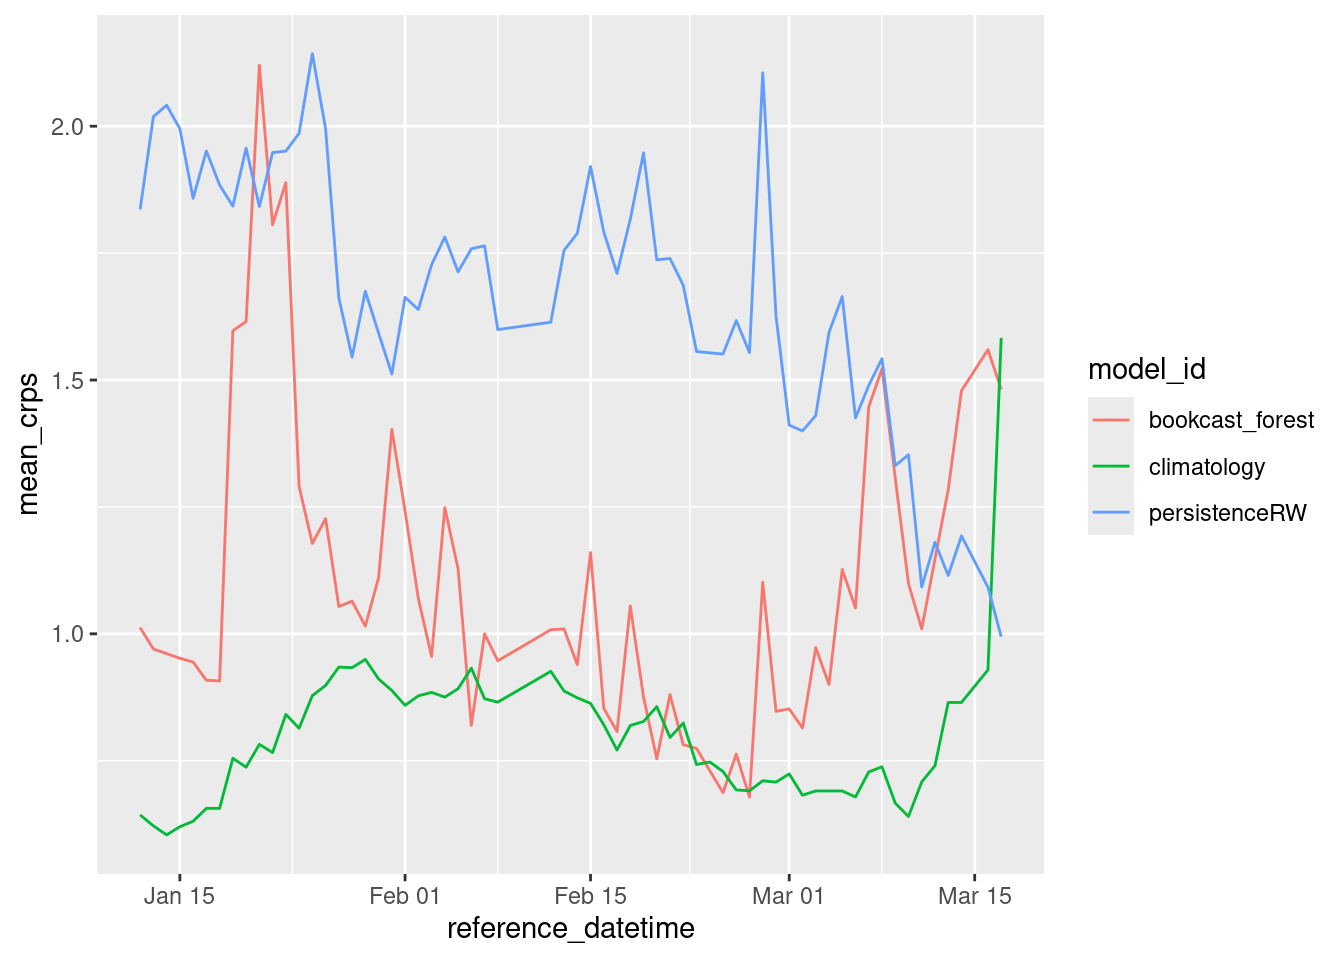 mean_crps
2.0
1.5
1.0
Jan 15
Feb 01
Feb 15
Mar 01
Mar 15
reference_datetime
model_id
bookcast_forest
climatology
persistenceRW